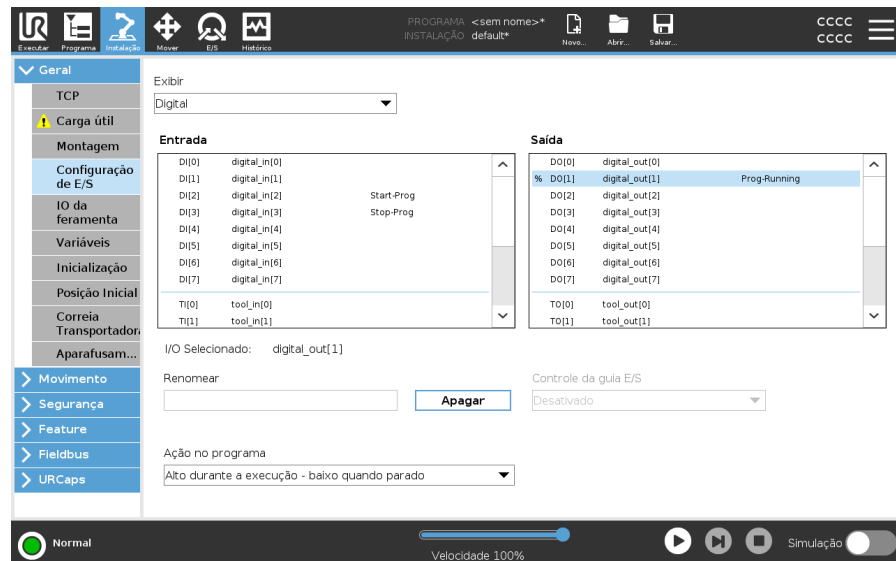 PROGRAMA <sem nome>*
INSTALAÇÃO default*
CCCC
CCCC
Executar Programa Instalação Mover E/S Histórico Novo... Abrir... Salvar...
Geral
TCP
Carga útil
Montagem
Configuração
de E/S
IO da
ferramenta
Variáveis
Inicialização
Posição Inicial
Correia
Transportadora
Aparafusam...
Movimento
Segurança
Feature
Fieldbus
URCaps
Exibir
Digital
Entrada
DI[0] digital_in[0]
DI[1] digital_in[1]
DI[2] digital_in[2] Start-Prog
DI[3] digital_in[3] Stop-Prog
DI[4] digital_in[4]
DI[5] digital_in[5]
DI[6] digital_in[6]
DI[7] digital_in[7]
TI[0] tool_in[0]
TI[1] tool_in[1]
Saída
DO[0] digital_out[0]
% DO[1] digital_out[1] Prog-Running
DO[2] digital_out[2]
DO[3] digital_out[3]
DO[4] digital_out[4]
DO[5] digital_out[5]
DO[6] digital_out[6]
DO[7] digital_out[7]
TO[0] tool_out[0]
TO[1] tool_out[1]
I/O Selecionado: digital_out[1]
Renomear
Apagar
Controle da guia E/S
Desativado
Ação no programa
Alto durante a execução - baixo quando parado
Normal
Velocidade 100%
Simulação